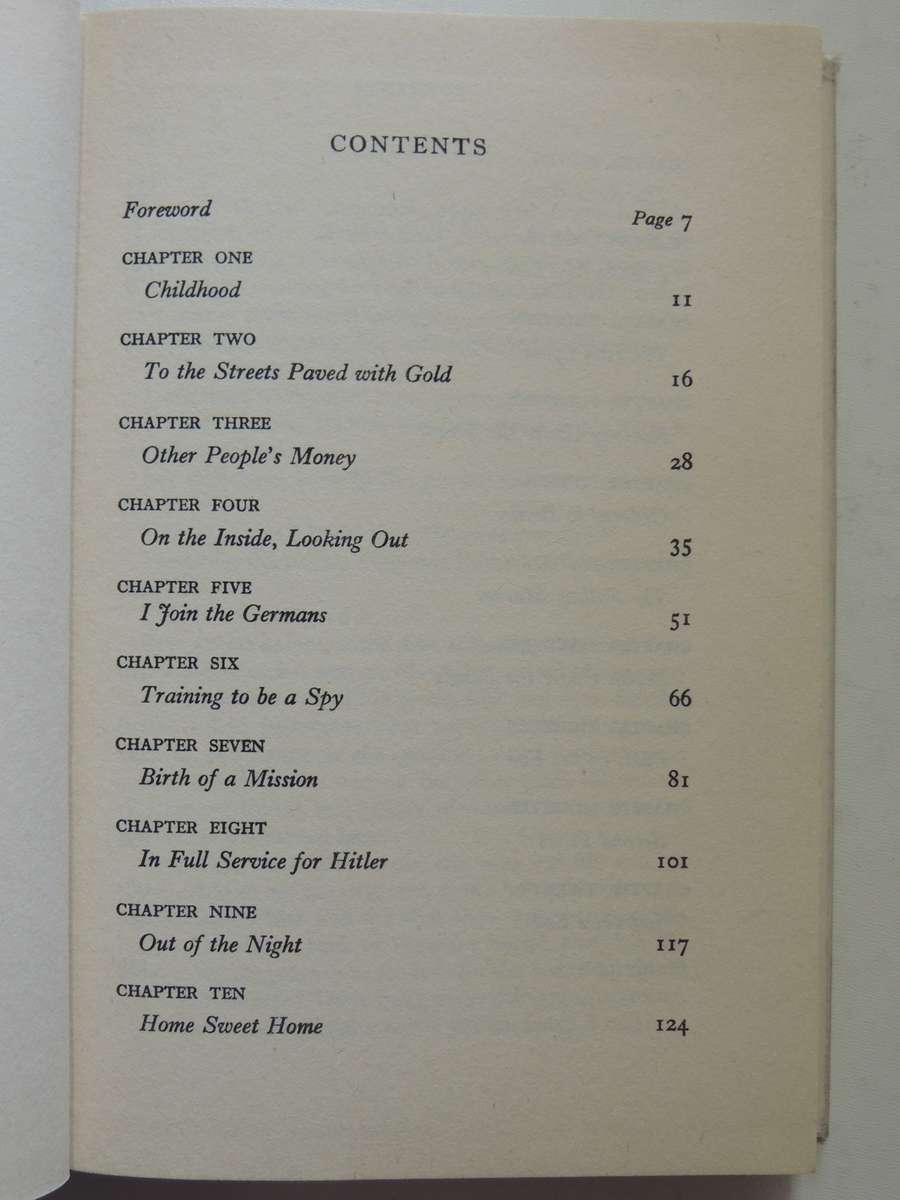 CONTENTS
Foreword Page 7
CHAPTER ONE
Childhood 11
CHAPTER TWO
To the Streets Paved with Gold 16
CHAPTER THREE
Other People's Money 28
CHAPTER FOUR
On the Inside, Looking Out 35
CHAPTER FIVE
I Join the Germans 51
CHAPTER SIX
Training to be a Spy 66
CHAPTER SEVEN
Birth of a Mission 81
CHAPTER EIGHT
In Full Service for Hitler 101
CHAPTER NINE
Out of the Night 117
CHAPTER TEN
Home Sweet Home 124